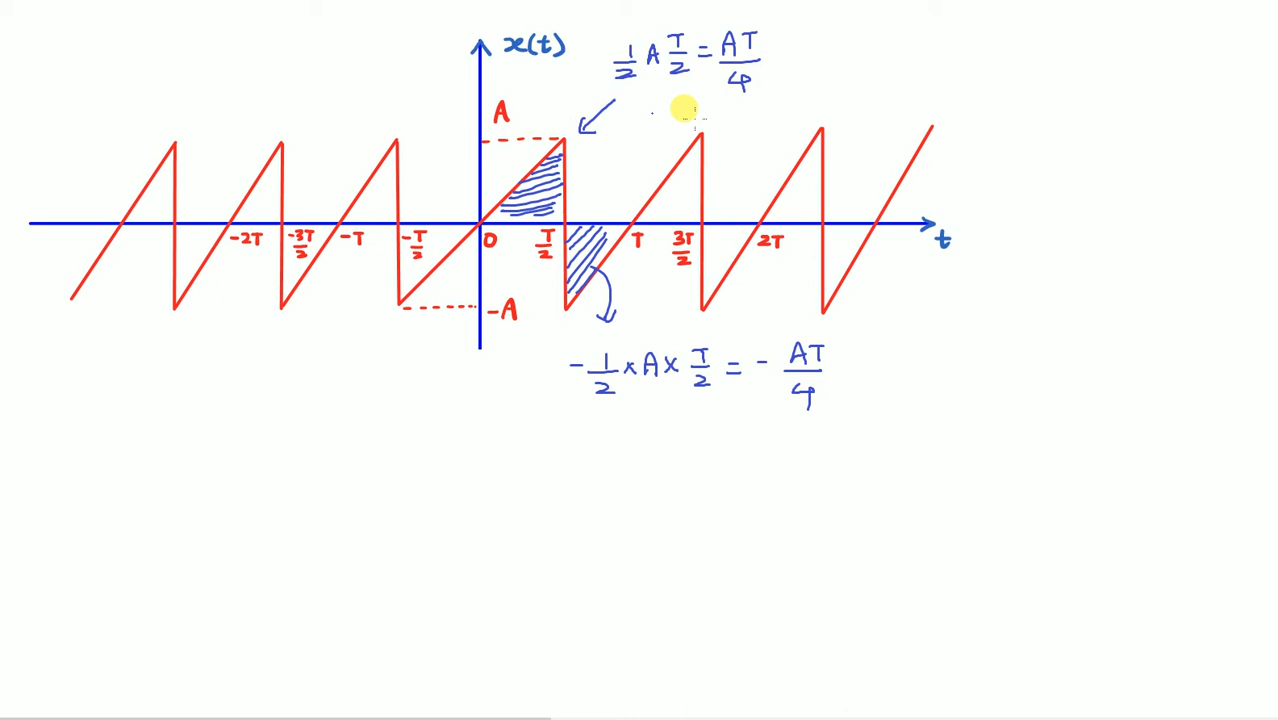 x(t)
1/2 A T/2 = AT/4
A
-2T -3T/2 -T -T/2 0 T/2 T 3T/2 2T t
-A
-1/2 × A × T/2 = - AT/4